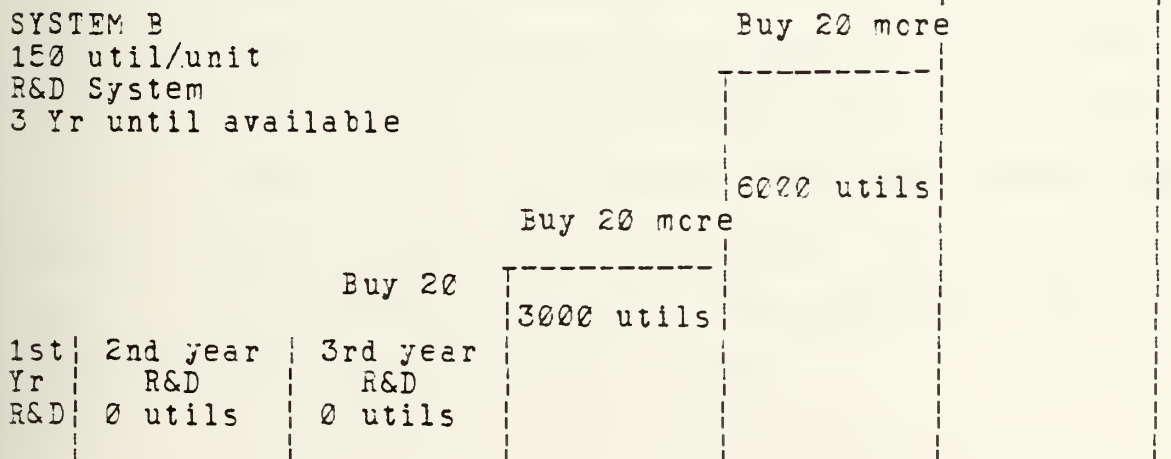 SYSTEM B
150 util/unit
R&D System
3 Yr until available
Buy 20 more
6000 utils
Buy 20 more
Buy 20
3000 utils
1st 2nd year 3rd year
Yr R&D R&D
R&D 0 utils 0 utils